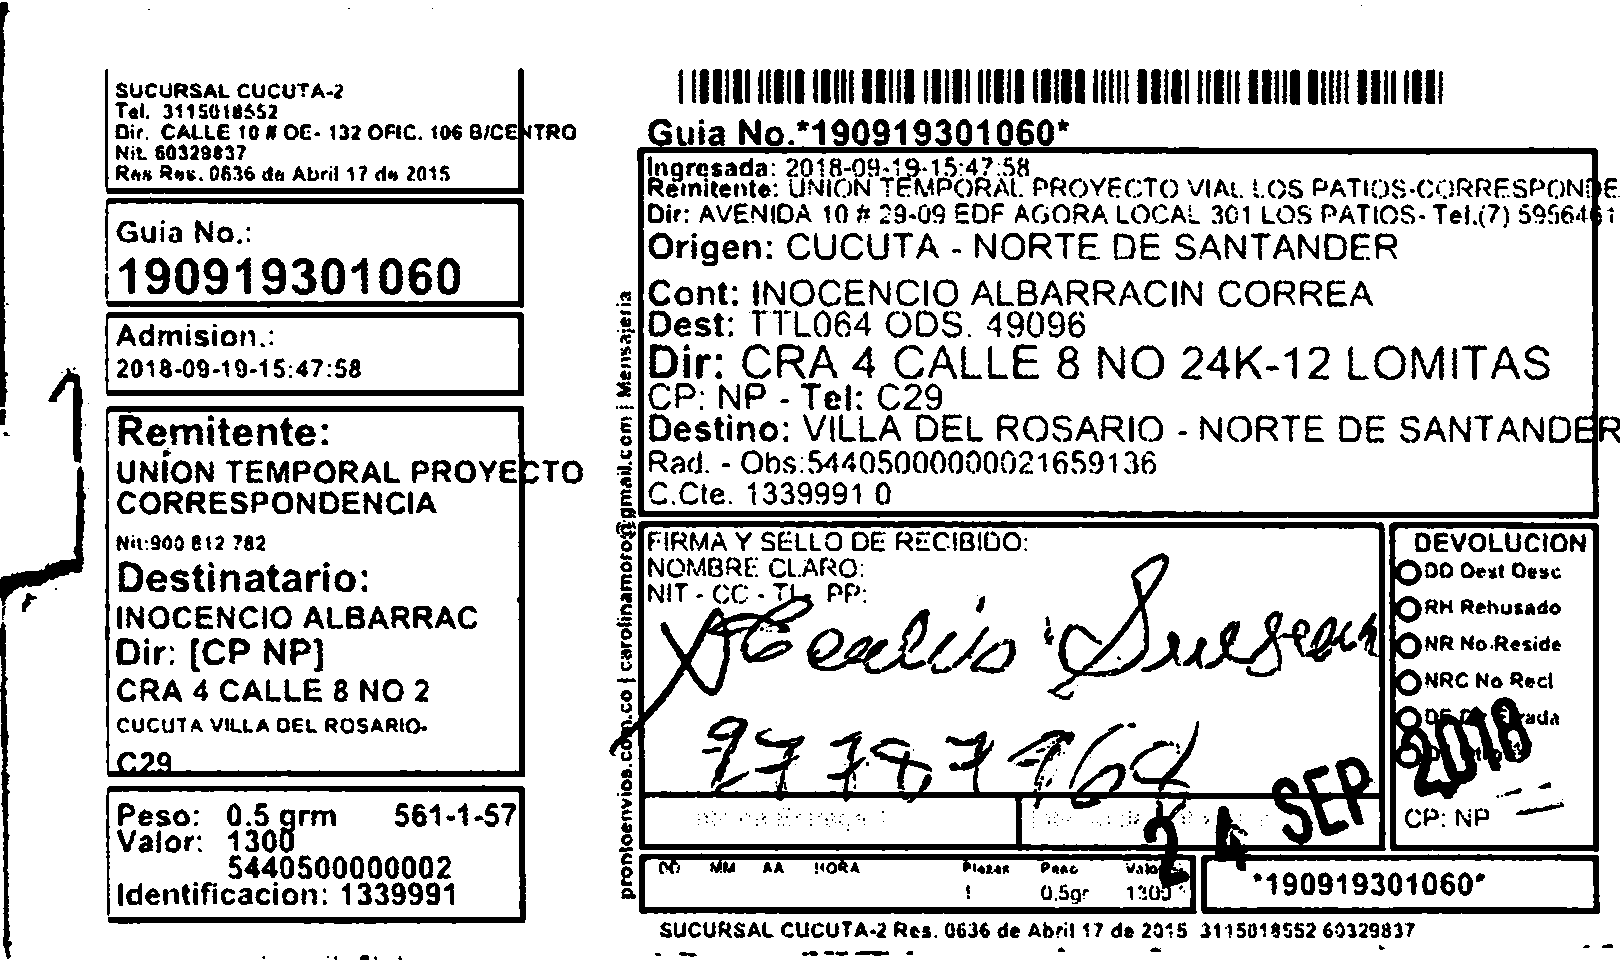 SUCURSAL CUCUTA-2
Tel. 3115018552
Dir. CALLE 10 # OE- 132 OFIC. 106 B/CENTRO
Nit. 60329837
Res Res. 0636 de Abril 17 de 2015
Guia No.:
190919301060
Admision.:
2018-09-19-15:47:58
Remitente:
UNION TEMPORAL PROYECTO
CORRESPONDENCIA
Nit:900 812 782
Destinatario:
INOCENCIO ALBARRAC
Dir: [CP NP]
CRA 4 CALLE 8 NO 2
CUCUTA VILLA DEL ROSARIO-
C29
Peso: 0.5 grm 561-1-57
Valor: 1300
5440500000002
Identificacion: 1339991
prontoenvios.com.co | carolinamoro@gmail.com | Mensajeria
Guia No.*190919301060*
Ingresada: 2018-09-19-15:47:58
Remitente: UNION TEMPORAL PROYECTO VIAL LOS PATIOS-CORRESPONDE
Dir: AVENIDA 10 # 29-09 EDF AGORA LOCAL 301 LOS PATIOS- Tel.(7) 5956461
Origen: CUCUTA - NORTE DE SANTANDER
Cont: INOCENCIO ALBARRACIN CORREA
Dest: TTL064 ODS. 49096
Dir: CRA 4 CALLE 8 NO 24K-12 LOMITAS
CP: NP - Tel: C29
Destino: VILLA DEL ROSARIO - NORTE DE SANTANDER
Rad. - Obs:544050000000021659136
C.Cte. 1339991 0
FIRMA Y SELLO DE RECIBIDO:
NOMBRE CLARO:
NIT - CC - TL - PP:
DEVOLUCION
DD Dest Desc
RH Rehusado
NR No Reside
NRC No Recl
CP: NP
24 SEP 2018
DD MM AA HORA Piezas Peso Valor
1 0.5gr 1300
*190919301060*
SUCURSAL CUCUTA-2 Res. 0636 de Abril 17 de 2015 3115018552 60329837